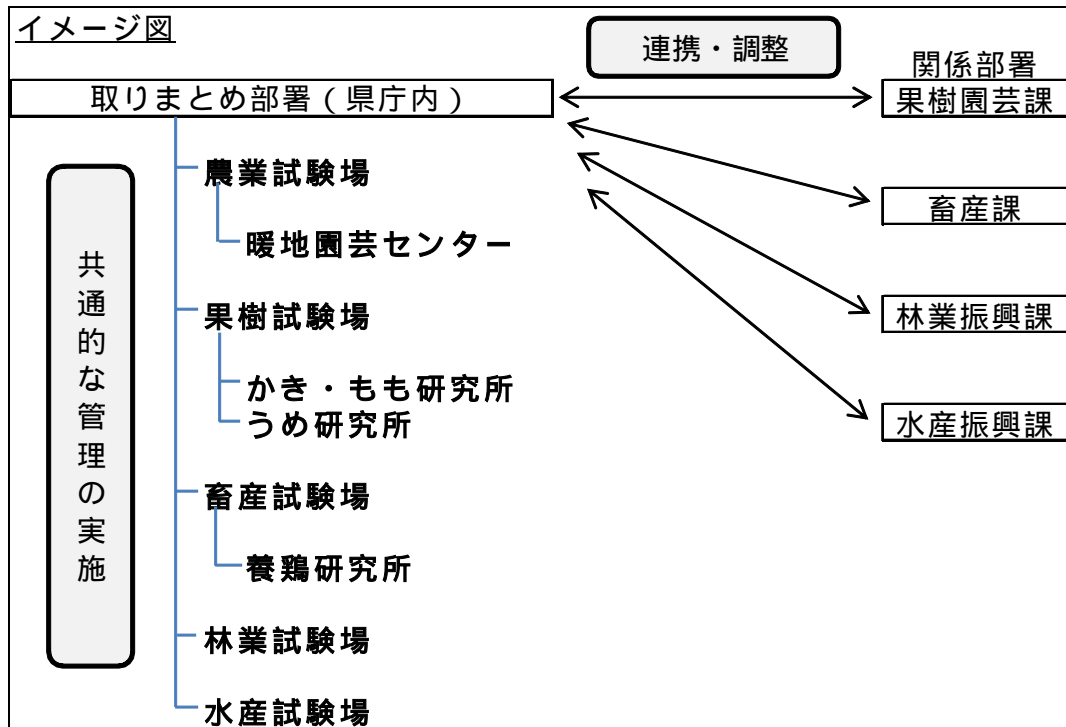 イメージ図
連携・調整
関係部署
取りまとめ部署（県庁内）
果樹園芸課
農業試験場
畜産課
暖地園芸センター
共通的な管理の実施
果樹試験場
林業振興課
かき・もも研究所
うめ研究所
水産振興課
畜産試験場
養鶏研究所
林業試験場
水産試験場